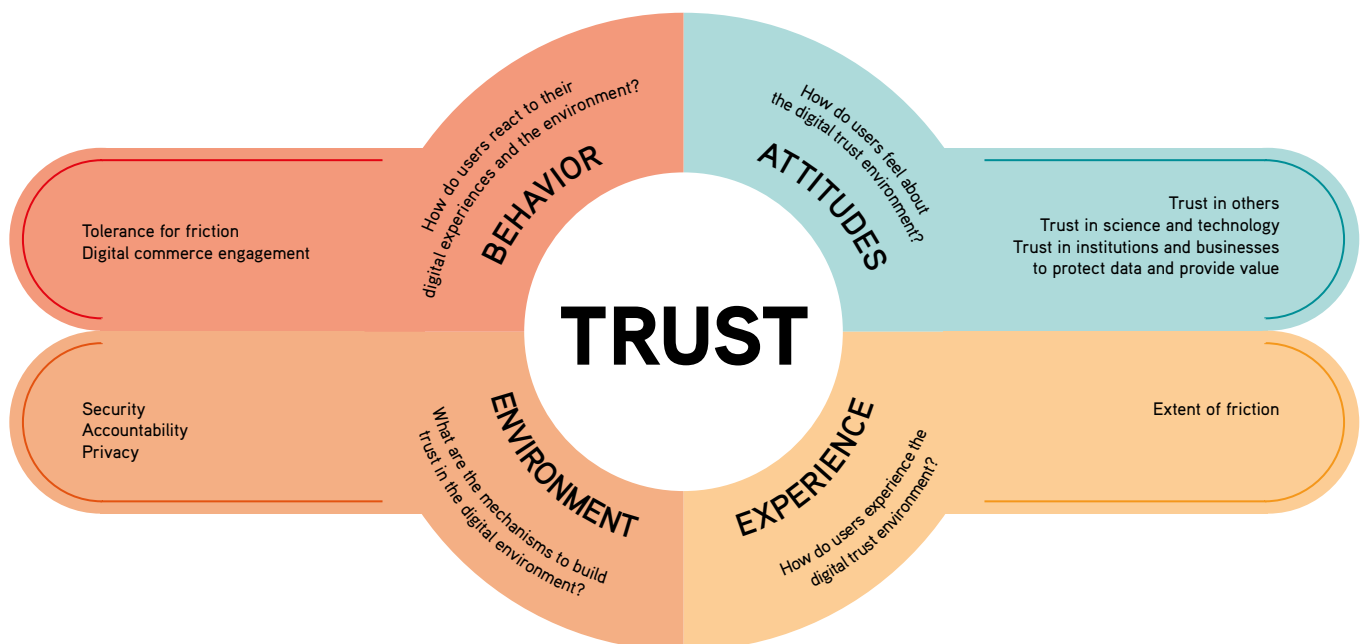 How do users react to their
digital experiences and the environment?
BEHAVIOR
Tolerance for friction
Digital commerce engagement
How do users feel about
the digital trust environment?
ATTITUDES
Trust in others
Trust in science and technology
Trust in institutions and businesses
to protect data and provide value
TRUST
Security
Accountability
Privacy
ENVIRONMENT
What are the mechanisms to build
trust in the digital environment?
EXPERIENCE
How do users experience the
digital trust environment?
Extent of friction